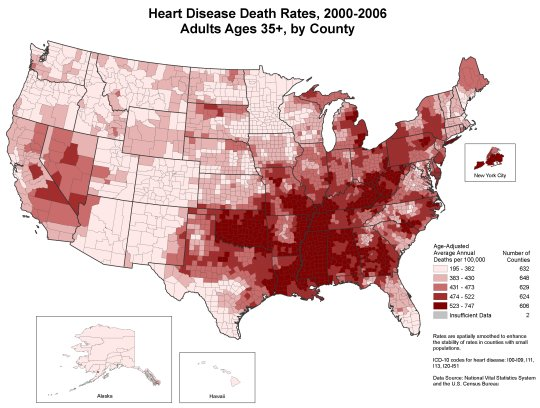 Heart Disease Death Rates, 2000-2006
Adults Ages 35+, by County
New York City
Age-Adjusted
Average Annual
Deaths per 100,000
Number of
Counties
195 - 382 632
383 - 430 648
431 - 473 629
474 - 522 624
523 - 747 606
Insufficient Data 2
Rates are spatially smoothed to enhance
the stability of rates in counties with small
populations.
ICD-10 codes for heart disease: I00-I09, I11,
I13, I20-I51
Data Source: National Vital Statistics System
and the U.S. Census Bureau
Alaska
Hawaii